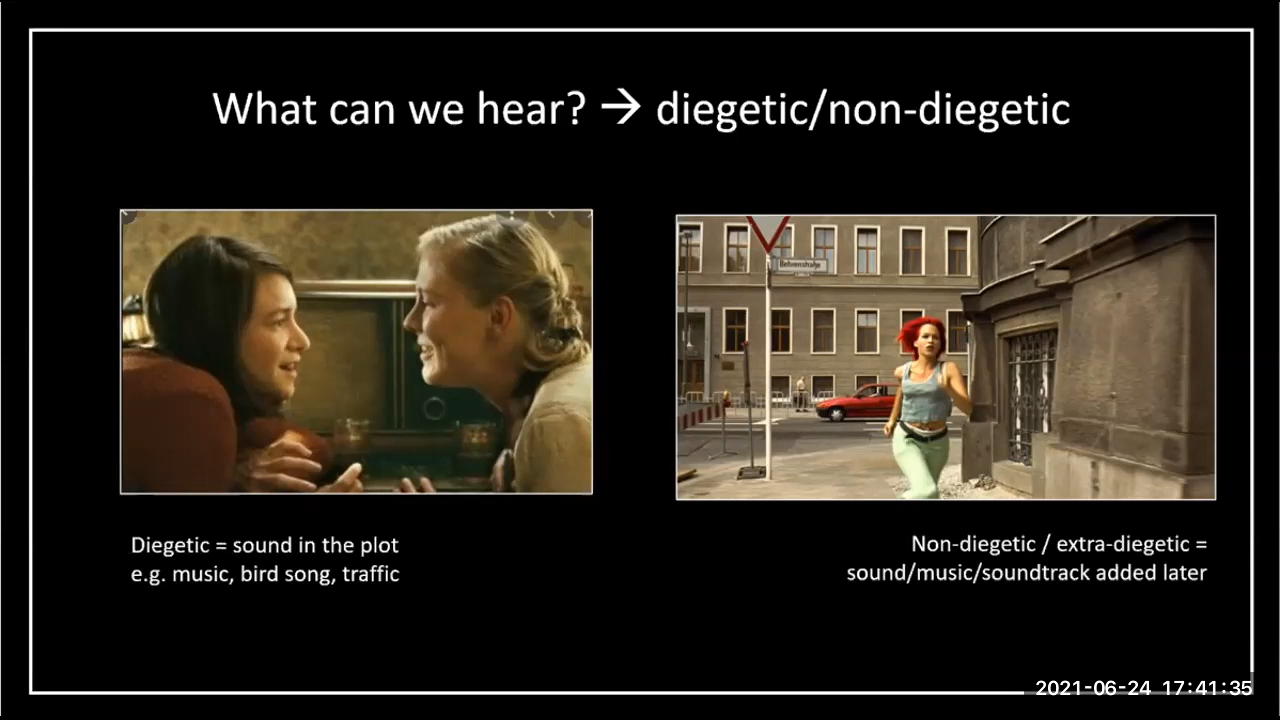 What can we hear? → diegetic/non-diegetic
Behrenstraße
Diegetic = sound in the plot
e.g. music, bird song, traffic
Non-diegetic / extra-diegetic =
sound/music/soundtrack added later
2021-06-24 17:41:35